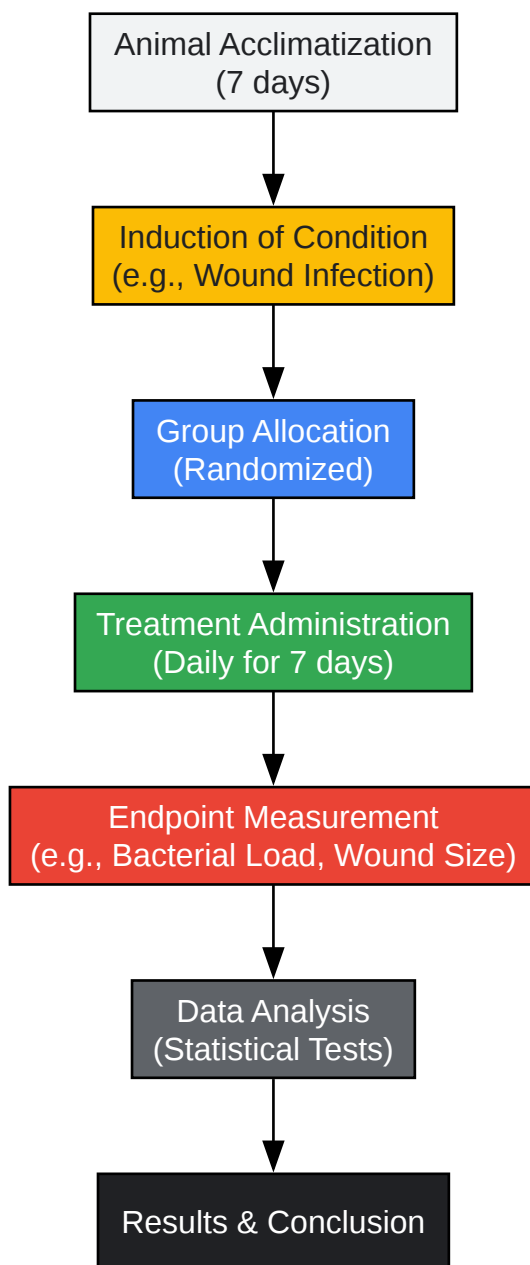 Animal Acclimatization
(7 days)
Induction of Condition
(e.g., Wound Infection)
Group Allocation
(Randomized)
Treatment Administration
(Daily for 7 days)
Endpoint Measurement
(e.g., Bacterial Load, Wound Size)
Data Analysis
(Statistical Tests)
Results & Conclusion